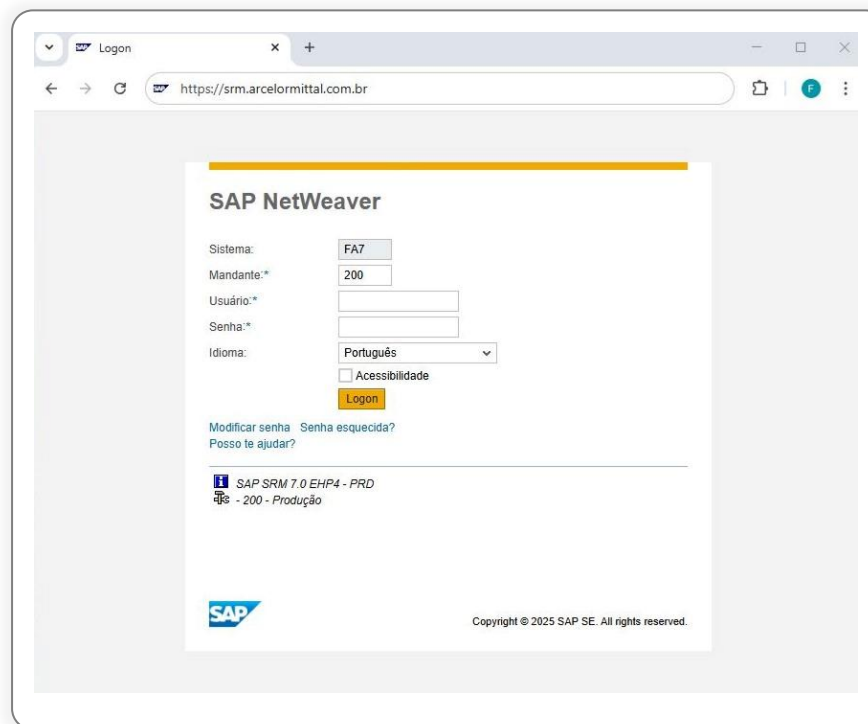 SAP Logon
SAP https://srm.arcelormittal.com.br F
SAP NetWeaver
Sistema: FA7
Mandante:* 200
Usuário:*
Senha:*
Idioma: Português
Acessibilidade
Logon
Modificar senha Senha esquecida?
Posso te ajudar?
SAP SRM 7.0 EHP4 - PRD
- 200 - Produção
SAP
Copyright © 2025 SAP SE. All rights reserved.